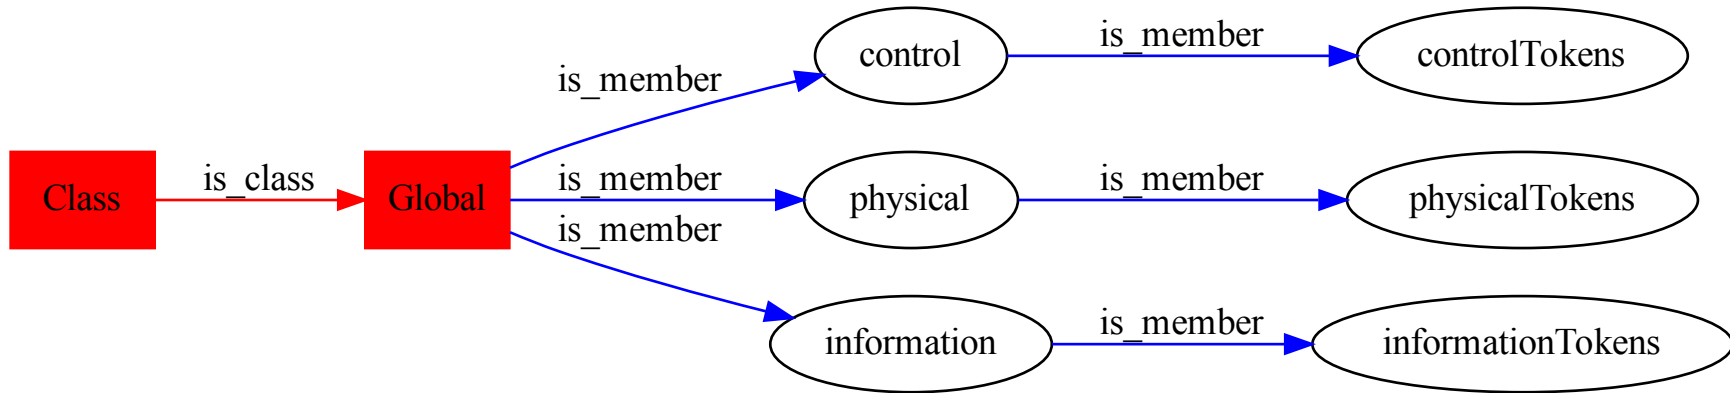 control
is_member
controlTokens
is_member
Class
is_class
Global
is_member
physical
is_member
physicalTokens
is_member
information
is_member
informationTokens